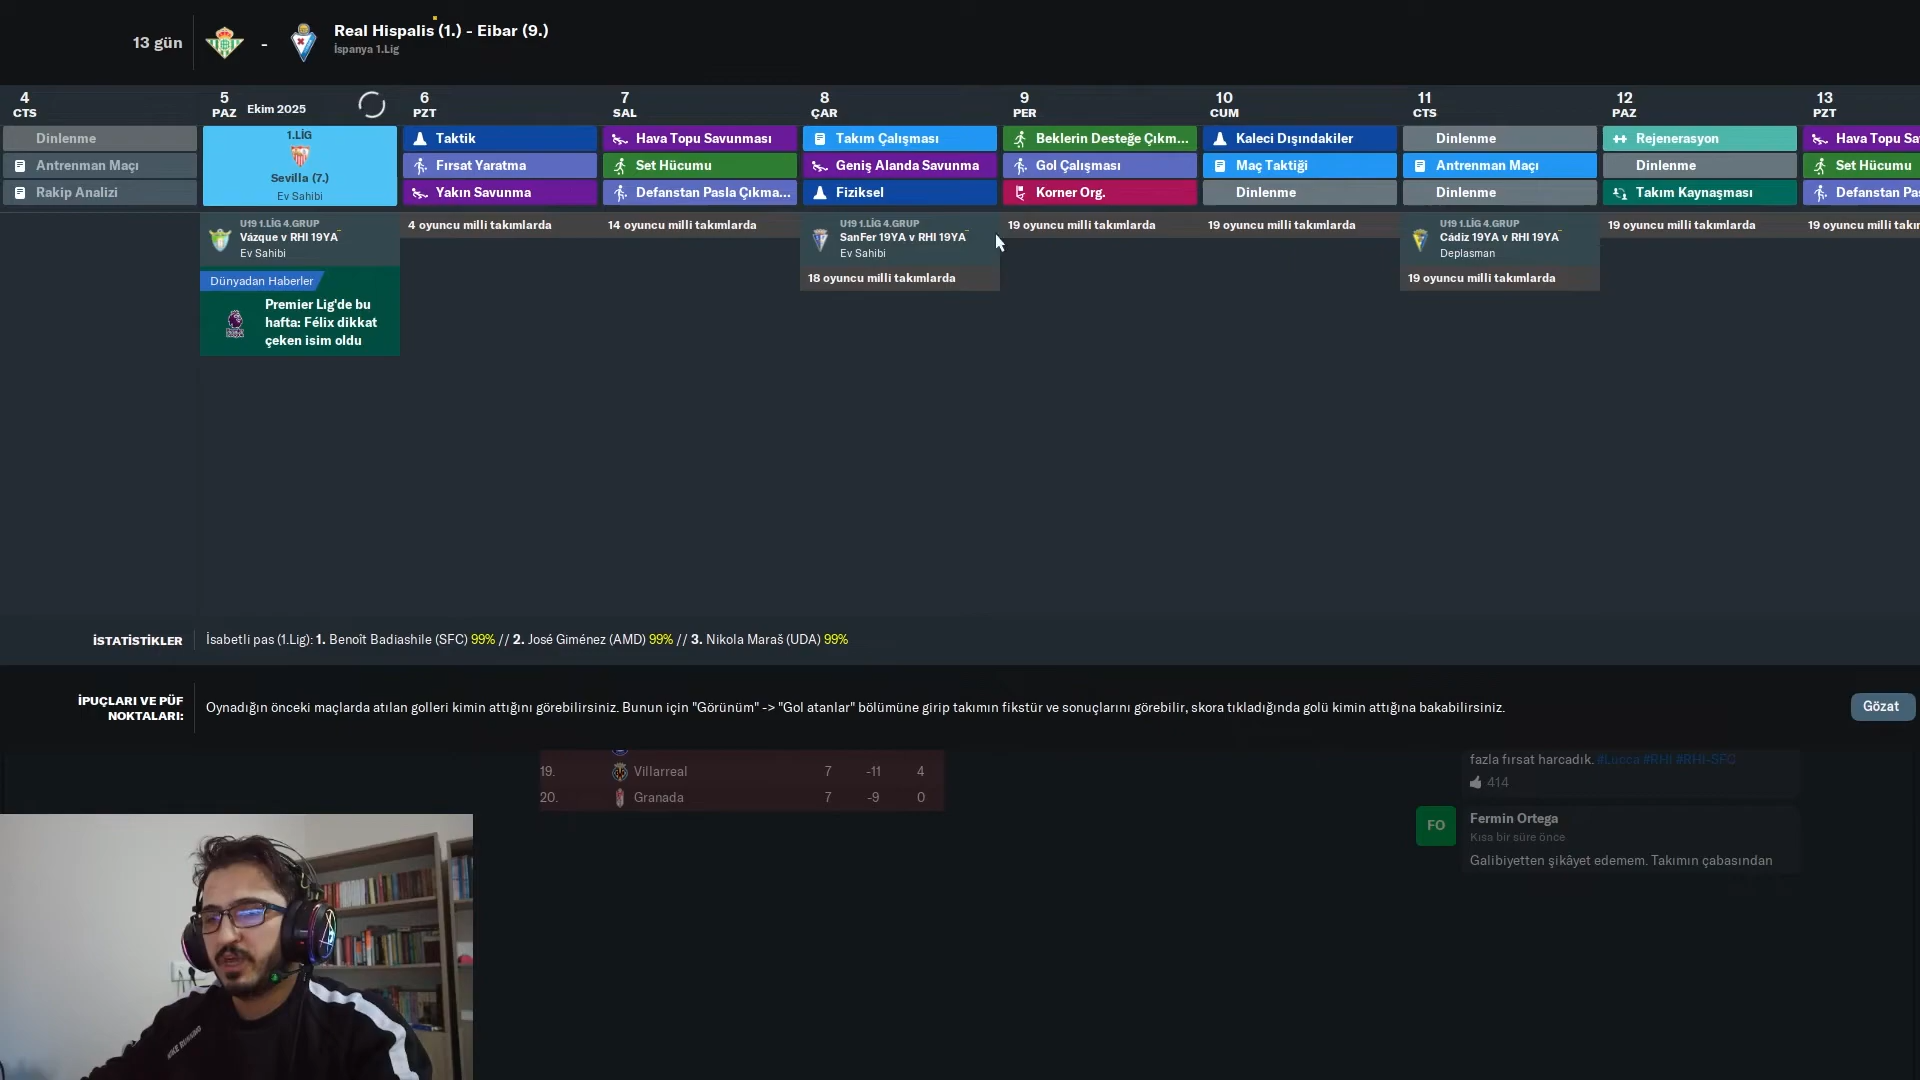 13 gün
-
Real Hispalis (1.) - Eibar (9.)
İspanya 1.Lig
4
CTS
Dinlenme
Antrenman Maçı
Rakip Analizi
5
PAZ
Ekim 2025
1.LİG
Sevilla (7.)
Ev Sahibi
U19 1.LİG 4.GRUP
Vázque v RHI 19YA
Ev Sahibi
Dünyadan Haberler
Premier Lig'de bu
hafta: Félix dikkat
çeken isim oldu
6
PZT
Taktik
Fırsat Yaratma
Yakın Savunma
4 oyuncu milli takımlarda
7
SAL
Hava Topu Savunması
Set Hücumu
Defanstan Pasla Çıkma...
14 oyuncu milli takımlarda
8
ÇAR
Takım Çalışması
Geniş Alanda Savunma
Fiziksel
U19 1.LİG 4.GRUP
SanFer 19YA v RHI 19YA
Ev Sahibi
18 oyuncu milli takımlarda
9
PER
Beklerin Desteğe Çıkm...
Gol Çalışması
Korner Org.
19 oyuncu milli takımlarda
10
CUM
Kaleci Dışındakiler
Maç Taktiği
Dinlenme
19 oyuncu milli takımlarda
11
CTS
Dinlenme
Antrenman Maçı
Dinlenme
U19 1.LİG 4.GRUP
Cádiz 19YA v RHI 19YA
Deplasman
19 oyuncu milli takımlarda
12
PAZ
Rejenerasyon
Dinlenme
Takım Kaynaşması
19 oyuncu milli takımlarda
13
PZT
Hava Topu Sa
Set Hücumu
Defanstan Pas
19 oyuncu milli takım
İSTATİSTİKLER
İsabetli pas (1.Lig): 1. Benoît Badiashile (SFC) 99% // 2. José Giménez (AMD) 99% // 3. Nikola Maraš (UDA) 99%
İPUÇLARI VE PÜF
NOKTALARI:
Oynadığın önceki maçlarda atılan golleri kimin attığını görebilirsiniz. Bunun için "Görünüm" -> "Gol atanlar" bölümüne girip takımın fikstür ve sonuçlarını görebilir, skora tıkladığında golü kimin attığına bakabilirsiniz.
Gözat
19. Villarreal 7 -11 4
20. Granada 7 -9 0
fazla fırsat harcadık. #Lucca #RHI #RHI-SFC
414
FO
Fermin Ortega
Kısa bir süre önce
Galibiyetten şikâyet edemem. Takımın çabasından